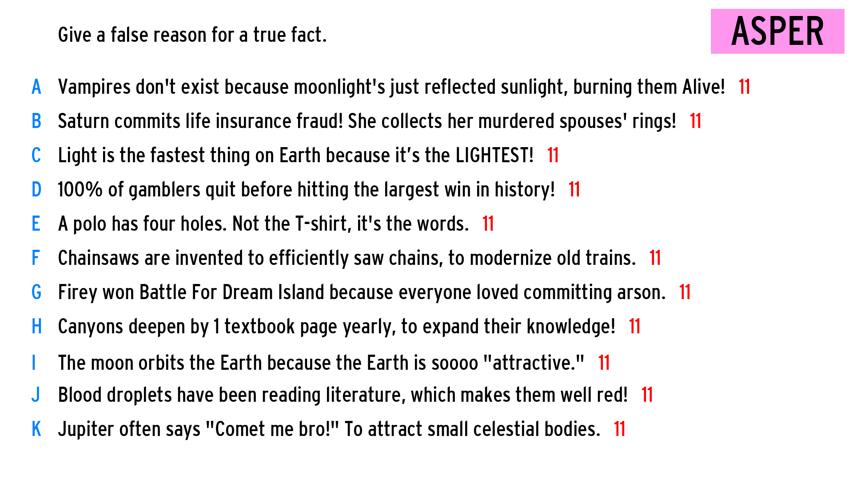 Give a false reason for a true fact.
ASPER
A Vampires don't exist because moonlight's just reflected sunlight, burning them Alive! 11
B Saturn commits life insurance fraud! She collects her murdered spouses' rings! 11
C Light is the fastest thing on Earth because it’s the LIGHTEST! 11
D 100% of gamblers quit before hitting the largest win in history! 11
E A polo has four holes. Not the T-shirt, it's the words. 11
F Chainsaws are invented to efficiently saw chains, to modernize old trains. 11
G Firey won Battle For Dream Island because everyone loved committing arson. 11
H Canyons deepen by 1 textbook page yearly, to expand their knowledge! 11
I The moon orbits the Earth because the Earth is soooo "attractive." 11
J Blood droplets have been reading literature, which makes them well red! 11
K Jupiter often says "Comet me bro!" To attract small celestial bodies. 11